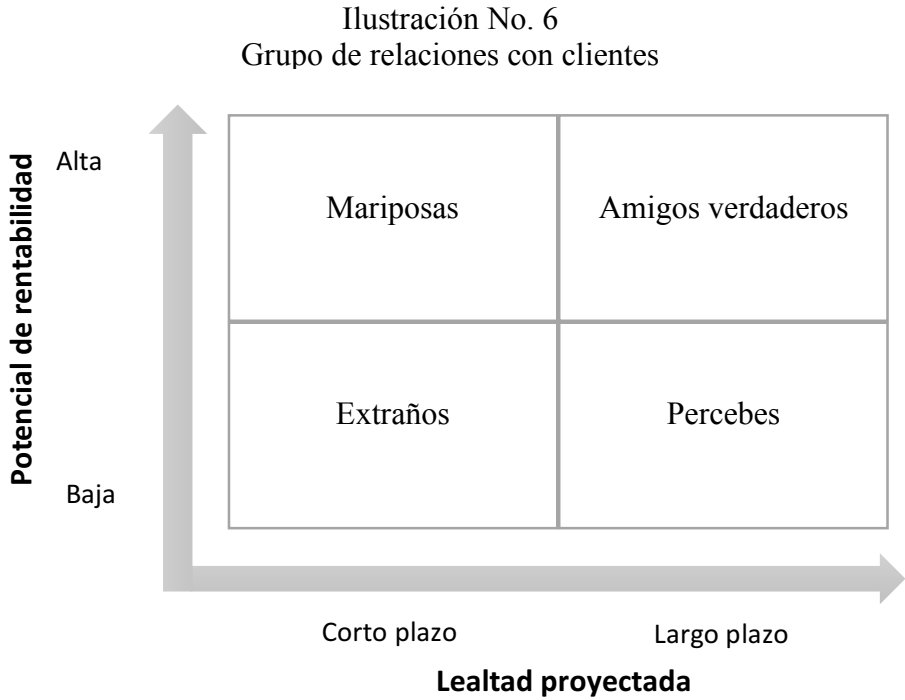 Ilustración No. 6
Grupo de relaciones con clientes
Potencial de rentabilidad
Alta
Mariposas
Amigos verdaderos
Extraños
Percebes
Baja
Corto plazo
Largo plazo
Lealtad proyectada